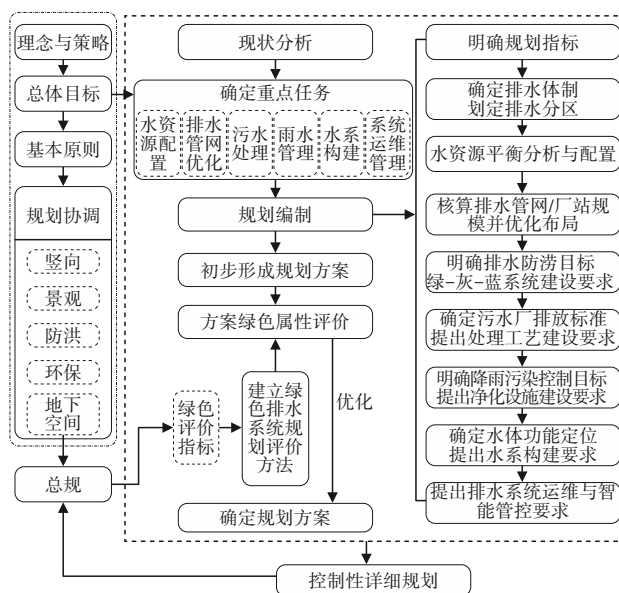 理念与策略
总体目标
基本原则
规划协调
竖向
景观
防洪
环保
地下
空间
总规
现状分析
确定重点任务
水资
源配
置
排水
管网
优化
污水
处理
雨水
管理
水系
构建
系统
运维
管理
规划编制
初步形成规划方案
方案绿色属性评价
绿色
评价
指标
建立绿
色排水
系统规
划评价
方法
优化
确定规划方案
明确规划指标
确定排水体制
划定排水分区
水资源平衡分析与配置
核算排水管网/厂站规
模并优化布局
明确排水防涝目标
绿–灰–蓝系统建设要求
确定污水厂排放标准
提出处理工艺建设要求
明确降雨污染控制目标
提出净化设施建设要求
确定水体功能定位
提出水系构建要求
提出排水系统运维与智
能管控要求
控制性详细规划